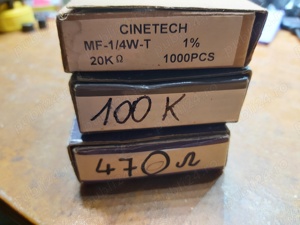 CINETECH
MF-1/4W-T 1%
20KΩ 1000PCS
100 K
470Ω